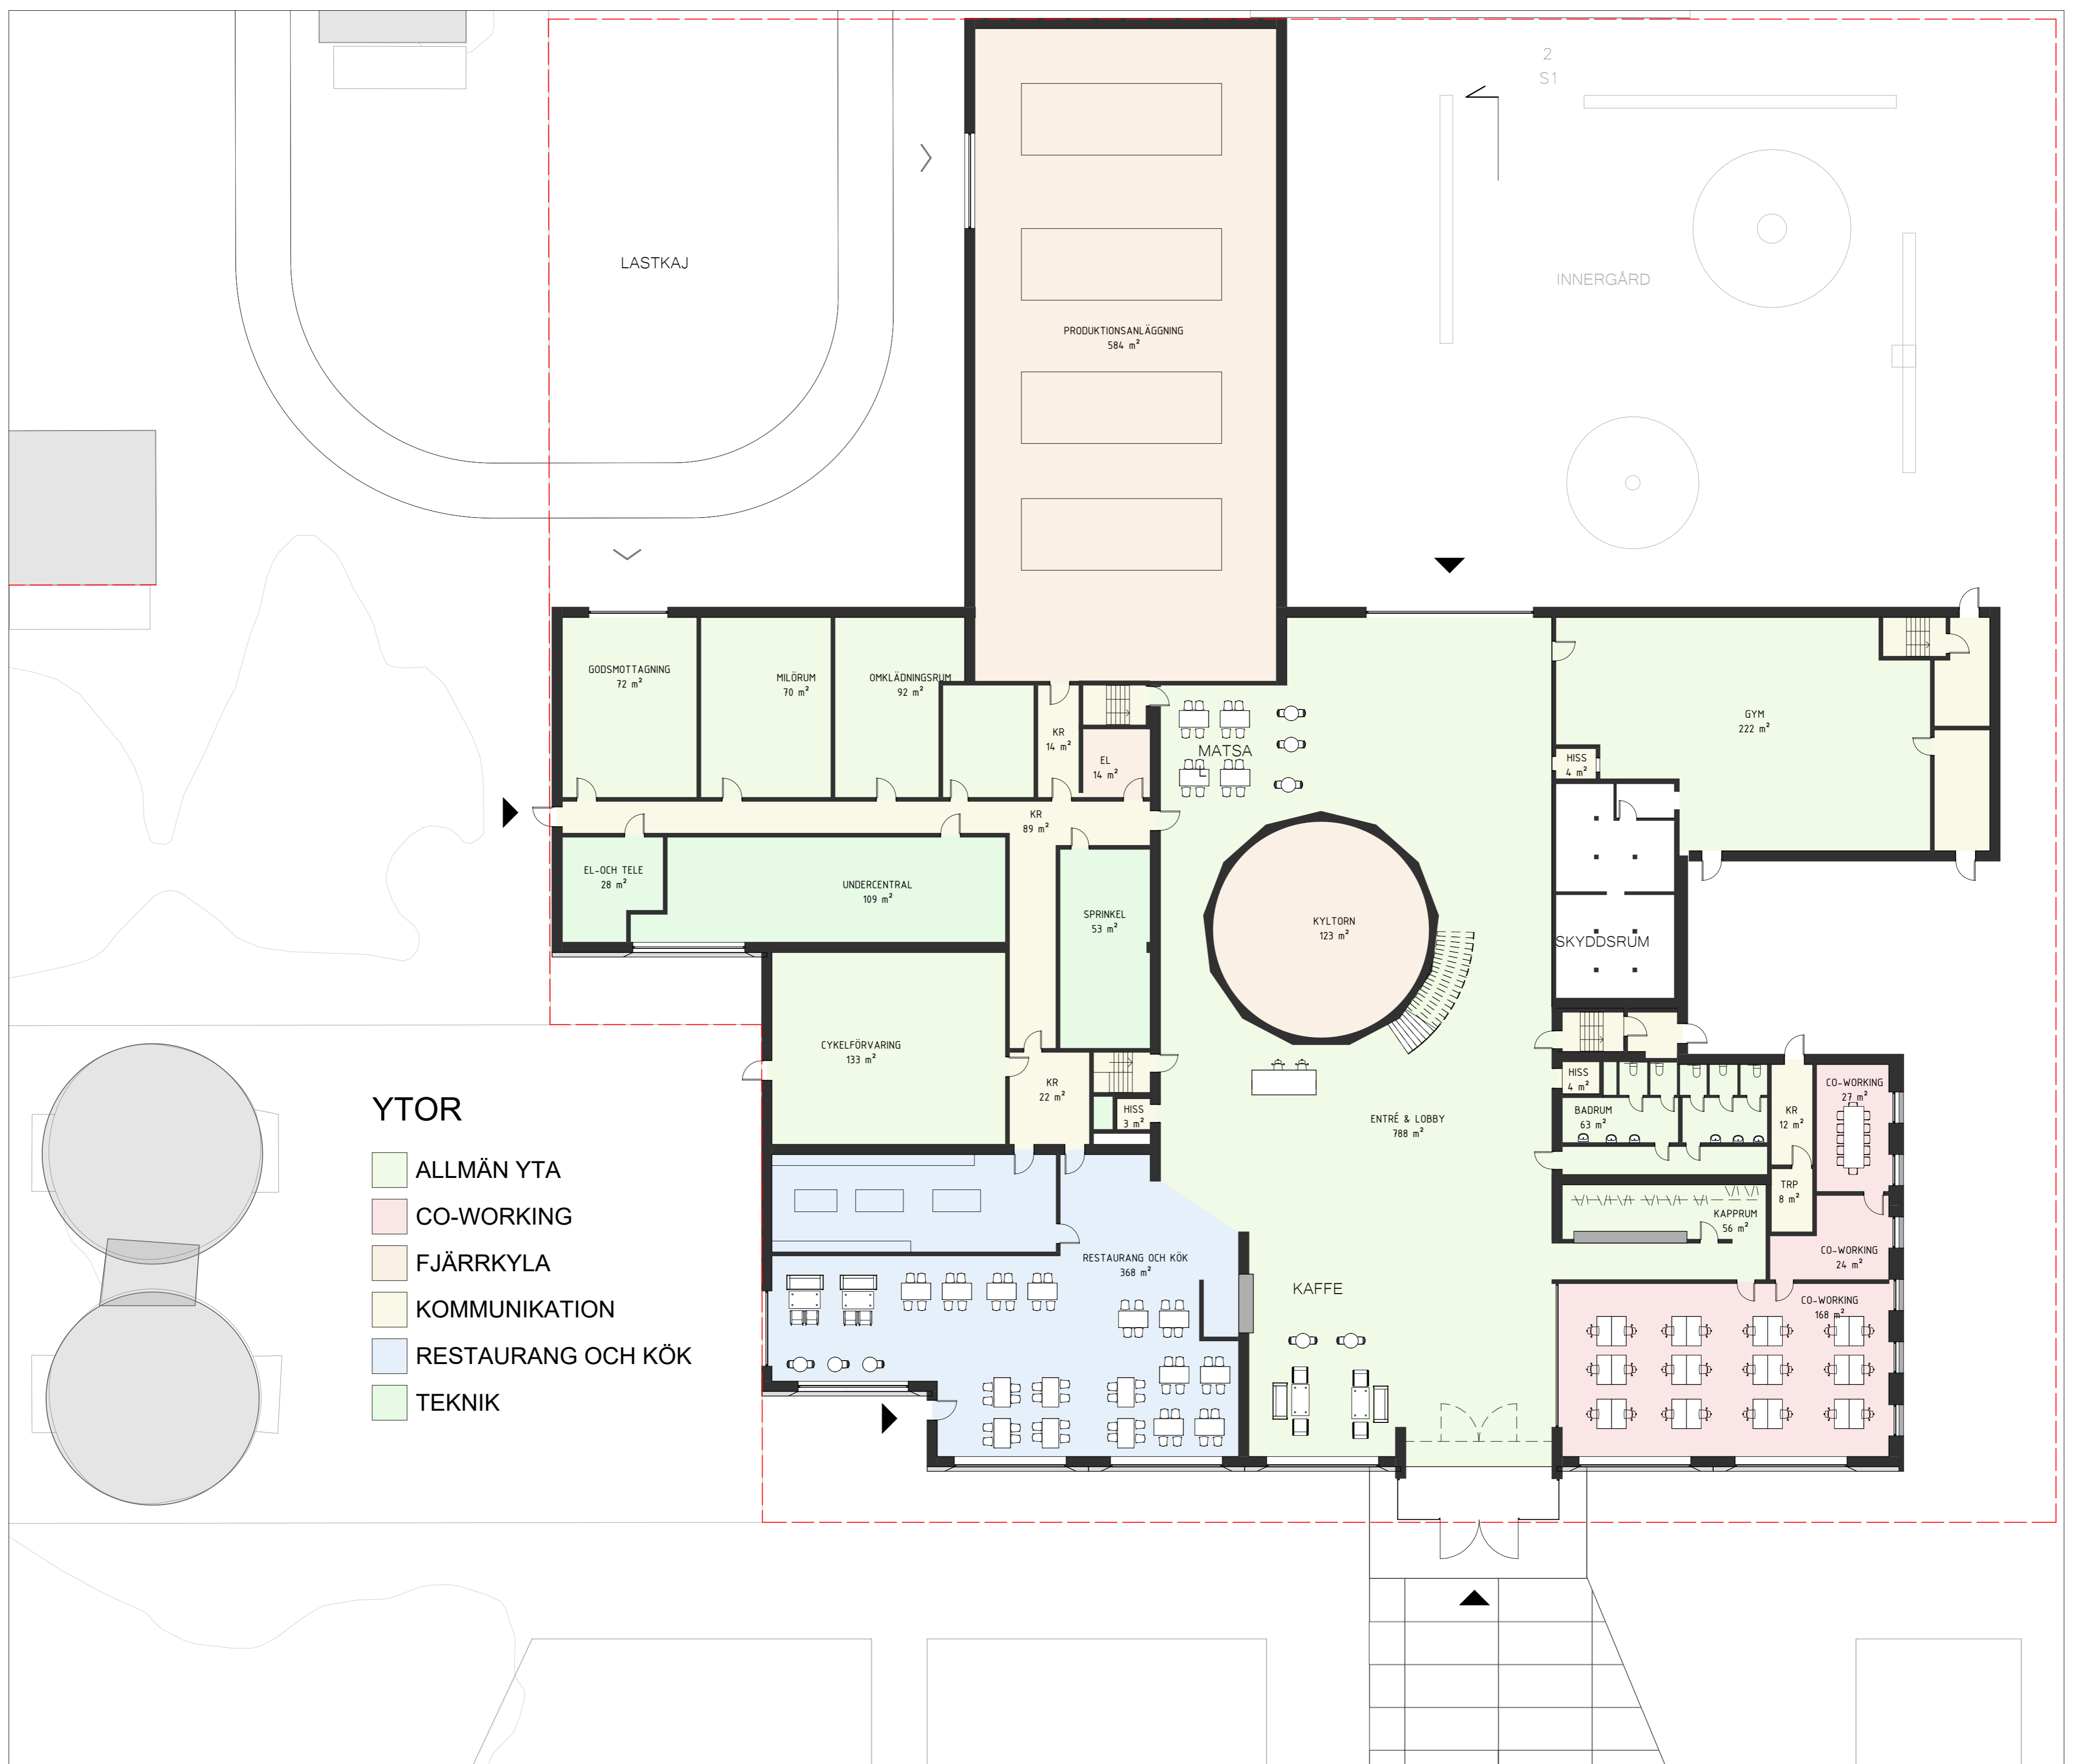 2
S1
LASTKAJ
INNERGÅRD
PRODUKTIONSANLÄGGNING
584 m²
GODSMOTTAGNING
72 m²
MILÖRUM
70 m²
OMKLÄDNINGSRUM
92 m²
KR
14 m²
EL
14 m²
MATSA
L
GYM
222 m²
HISS
4 m²
KR
89 m²
EL-OCH TELE
28 m²
UNDERCENTRAL
109 m²
SPRINKEL
53 m²
KYLTORN
123 m²
SKYDDSRUM
CYKELFÖRVARING
133 m²
KR
22 m²
HISS
3 m²
ENTRÉ & LOBBY
788 m²
HISS
4 m²
BADRUM
63 m²
KR
12 m²
CO-WORKING
27 m²
TRP
8 m²
KAPPRUM
56 m²
CO-WORKING
24 m²
RESTAURANG OCH KÖK
368 m²
KAFFE
CO-WORKING
168 m²
YTOR
ALLMÄN YTA
CO-WORKING
FJÄRRKYLA
KOMMUNIKATION
RESTAURANG OCH KÖK
TEKNIK